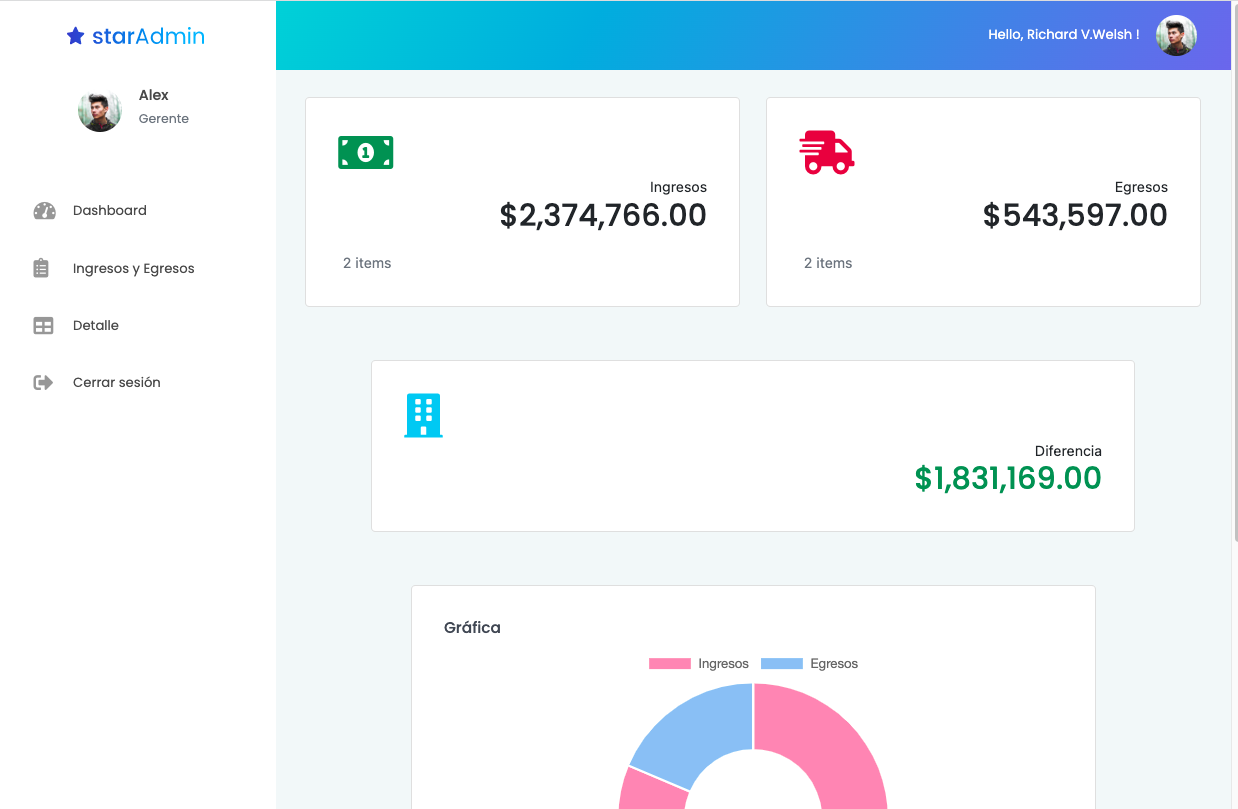 starAdmin
Hello, Richard V.Welsh !
Alex
Gerente
Dashboard
Ingresos y Egresos
Detalle
Cerrar sesión
1
Ingresos
$2,374,766.00
2 items
Egresos
$543,597.00
2 items
Diferencia
$1,831,169.00
Gráfica
Ingresos Egresos